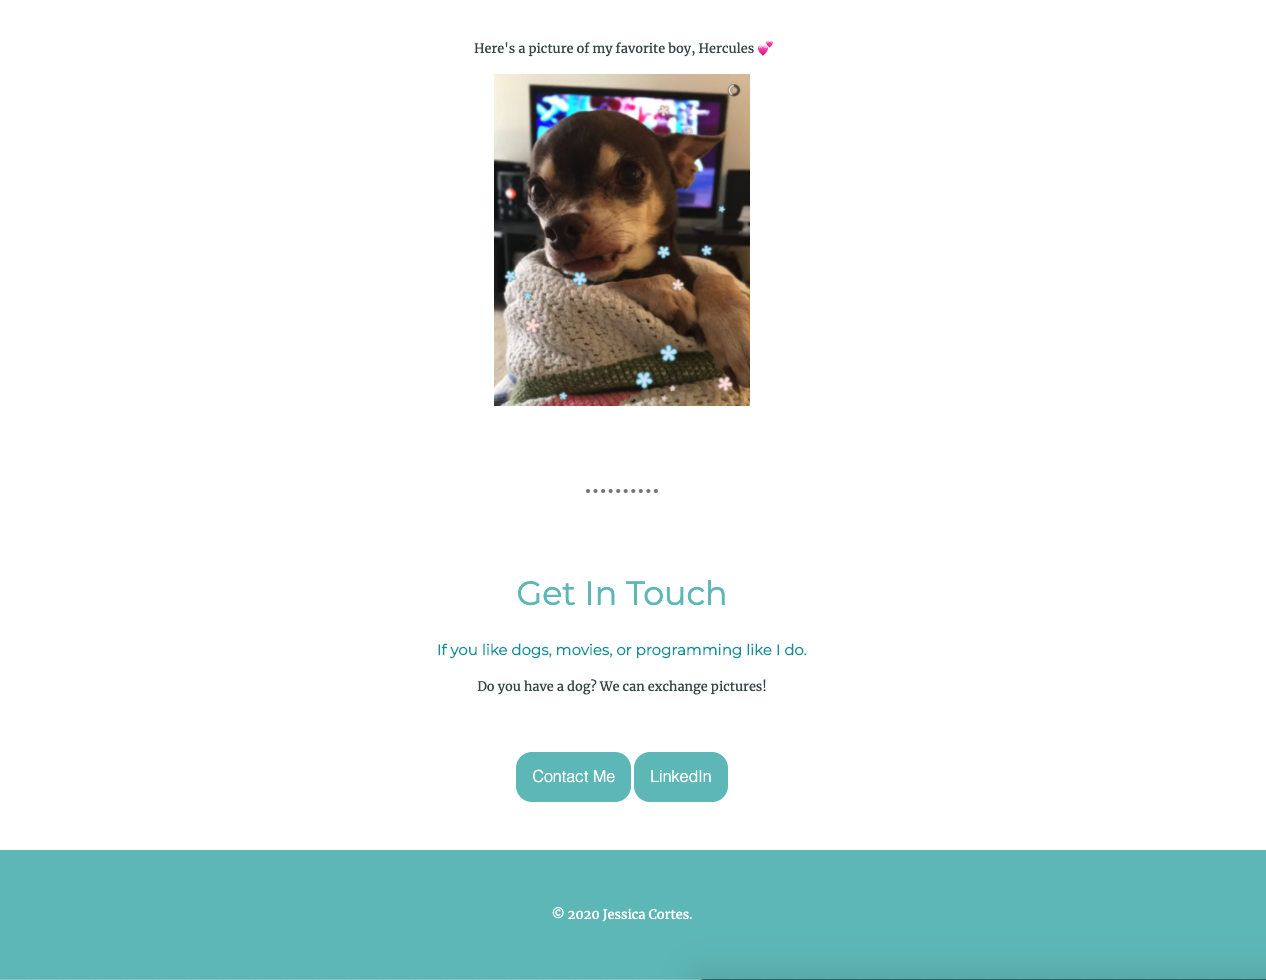 Here's a picture of my favorite boy, Hercules 💕
Get In Touch
If you like dogs, movies, or programming like I do.
Do you have a dog? We can exchange pictures!
Contact Me
LinkedIn
© 2020 Jessica Cortes.